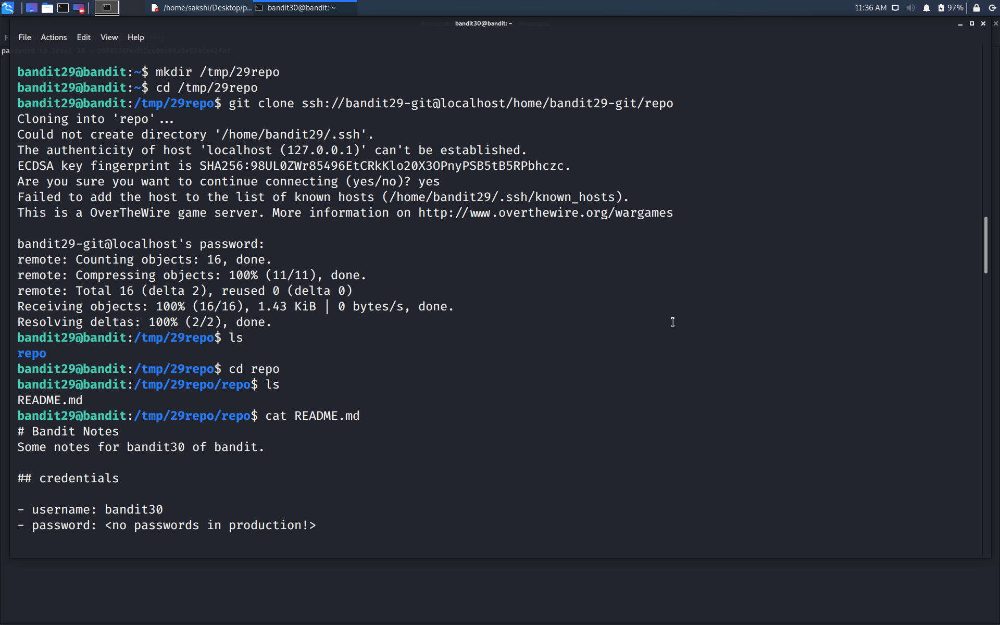 /home/sakshi/Desktop/p...
bandit30@bandit: ~
11:36 AM
97%
bandit30@bandit:~
File Actions Edit View Help
password to level 30 -
bandit29@bandit:~$ mkdir /tmp/29repo
bandit29@bandit:~$ cd /tmp/29repo
bandit29@bandit:/tmp/29repo$ git clone ssh://bandit29-git@localhost/home/bandit29-git/repo
Cloning into 'repo'...
Could not create directory '/home/bandit29/.ssh'.
The authenticity of host 'localhost (127.0.0.1)' can't be established.
ECDSA key fingerprint is SHA256:98UL0ZWr85496EtCRkKlo20X3OPnyPSB5tB5RPbhczc.
Are you sure you want to continue connecting (yes/no)? yes
Failed to add the host to the list of known hosts (/home/bandit29/.ssh/known_hosts).
This is a OverTheWire game server. More information on http://www.overthewire.org/wargames
bandit29-git@localhost's password:
remote: Counting objects: 16, done.
remote: Compressing objects: 100% (11/11), done.
remote: Total 16 (delta 2), reused 0 (delta 0)
Receiving objects: 100% (16/16), 1.43 KiB | 0 bytes/s, done.
Resolving deltas: 100% (2/2), done.
bandit29@bandit:/tmp/29repo$ ls
repo
bandit29@bandit:/tmp/29repo$ cd repo
bandit29@bandit:/tmp/29repo/repo$ ls
README.md
bandit29@bandit:/tmp/29repo/repo$ cat README.md
# Bandit Notes
Some notes for bandit30 of bandit.
## credentials
- username: bandit30
- password: <no passwords in production!>